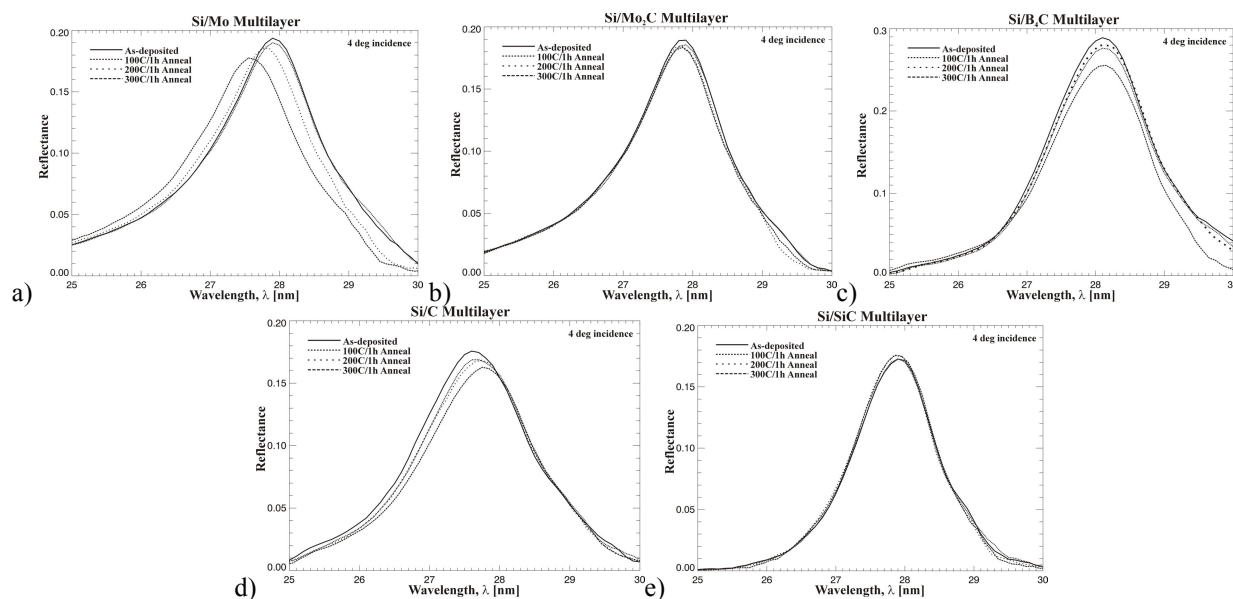 Si/Mo Multilayer
4 deg incidence
As-deposited
100C/1h Anneal
200C/1h Anneal
300C/1h Anneal
0.20
0.15
0.10
0.05
0.00
Reflectance
25 26 27 28 29 30
Wavelength, λ [nm]
a)
Si/Mo₂C Multilayer
4 deg incidence
As-deposited
100C/1h Anneal
200C/1h Anneal
300C/1h Anneal
0.20
0.15
0.10
0.05
0.00
Reflectance
25 26 27 28 29 30
Wavelength, λ [nm]
b)
Si/B₄C Multilayer
4 deg incidence
As-deposited
100C/1h Anneal
200C/1h Anneal
300C/1h Anneal
0.3
0.2
0.1
0.0
Reflectance
25 26 27 28 29 30
Wavelength, λ [nm]
c)
Si/C Multilayer
4 deg incidence
As-deposited
100C/1h Anneal
200C/1h Anneal
300C/1h Anneal
0.20
0.15
0.10
0.05
0.00
Reflectance
25 26 27 28 29 30
Wavelength, λ [nm]
d)
Si/SiC Multilayer
4 deg incidence
As-deposited
100C/1h Anneal
200C/1h Anneal
300C/1h Anneal
0.20
0.15
0.10
0.05
0.00
Reflectance
25 26 27 28 29 30
Wavelength, λ [nm]
e)